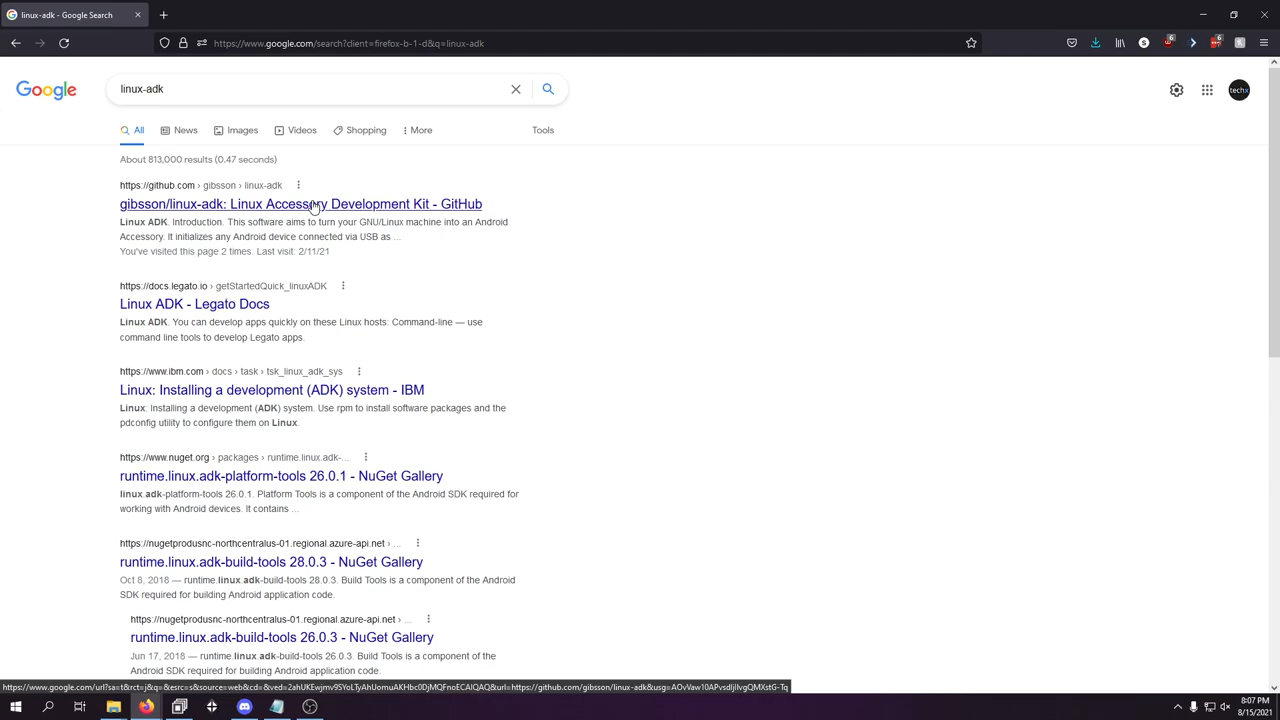 linux-adk - Google Search
https://www.google.com/search?client=firefox-b-1-d&q=linux-adk
6
6
Google
linux-adk
techx
All
News
Images
Videos
Shopping
More
Tools
About 813,000 results (0.47 seconds)
https://github.com › gibsson › linux-adk
gibsson/linux-adk: Linux Accessory Development Kit - GitHub
Linux ADK. Introduction. This software aims to turn your GNU/Linux machine into an Android
Accessory. It initializes any Android device connected via USB as ...
You've visited this page 2 times. Last visit: 2/11/21
https://docs.legato.io › getStartedQuick_linuxADK
Linux ADK - Legato Docs
Linux ADK. You can develop apps quickly on these Linux hosts: Command-line — use
command line tools to develop Legato apps.
https://www.ibm.com › docs › task › tsk_linux_adk_sys
Linux: Installing a development (ADK) system - IBM
Linux: Installing a development (ADK) system. Use rpm to install software packages and the
pdconfig utility to configure them on Linux.
https://www.nuget.org › packages › runtime.linux.adk-...
runtime.linux.adk-platform-tools 26.0.1 - NuGet Gallery
linux.adk-platform-tools 26.0.1. Platform Tools is a component of the Android SDK required for
working with Android devices. It contains ...
https://nugetprodusnc-northcentralus-01.regional.azure-api.net › ...
runtime.linux.adk-build-tools 28.0.3 - NuGet Gallery
Oct 8, 2018 — runtime.linux.adk-build-tools 28.0.3. Build Tools is a component of the Android
SDK required for building Android application code.
https://nugetprodusnc-northcentralus-01.regional.azure-api.net › ...
runtime.linux.adk-build-tools 26.0.3 - NuGet Gallery
Jun 17, 2018 — runtime.linux.adk-build-tools 26.0.3. Build Tools is a component of the
Android SDK required for building Android application code.
8:07 PM
8/15/2021